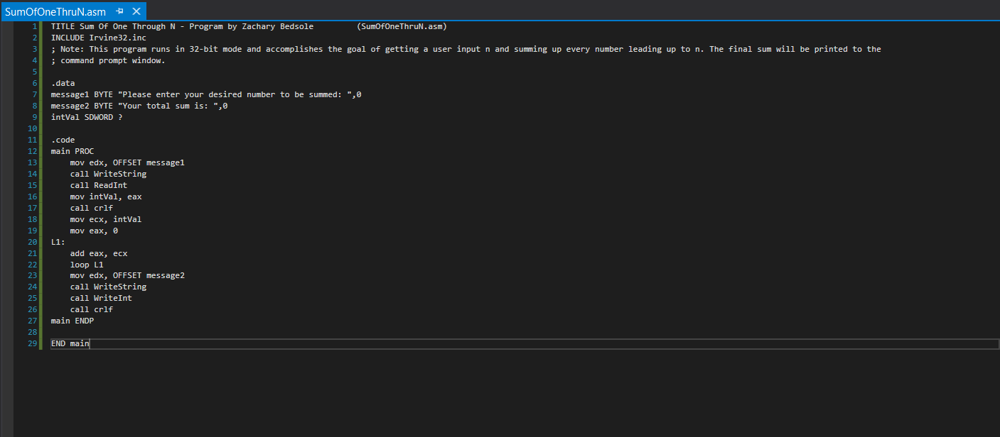 SumOfOneThruN.asm
1 TITLE Sum Of One Through N - Program by Zachary Bedsole (SumOfOneThruN.asm)
2 INCLUDE Irvine32.inc
3 ; Note: This program runs in 32-bit mode and accomplishes the goal of getting a user input n and summing up every number leading up to n. The final sum will be printed to the
4 ; command prompt window.
5
6 .data
7 message1 BYTE "Please enter your desired number to be summed: ",0
8 message2 BYTE "Your total sum is: ",0
9 intVal SDWORD ?
10
11 .code
12 main PROC
13 mov edx, OFFSET message1
14 call WriteString
15 call ReadInt
16 mov intVal, eax
17 call crlf
18 mov ecx, intVal
19 mov eax, 0
20 L1:
21 add eax, ecx
22 loop L1
23 mov edx, OFFSET message2
24 call WriteString
25 call WriteInt
26 call crlf
27 main ENDP
28
29 END main